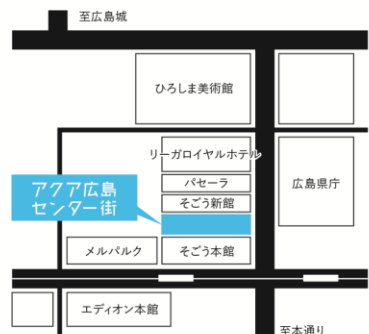 至広島城
ひろしま美術館
リーガロイヤルホテル
パセーラ
そごう新館
広島県庁
アクア広島
センター街
メルパルク
そごう本館
エディオン本館
至本通り